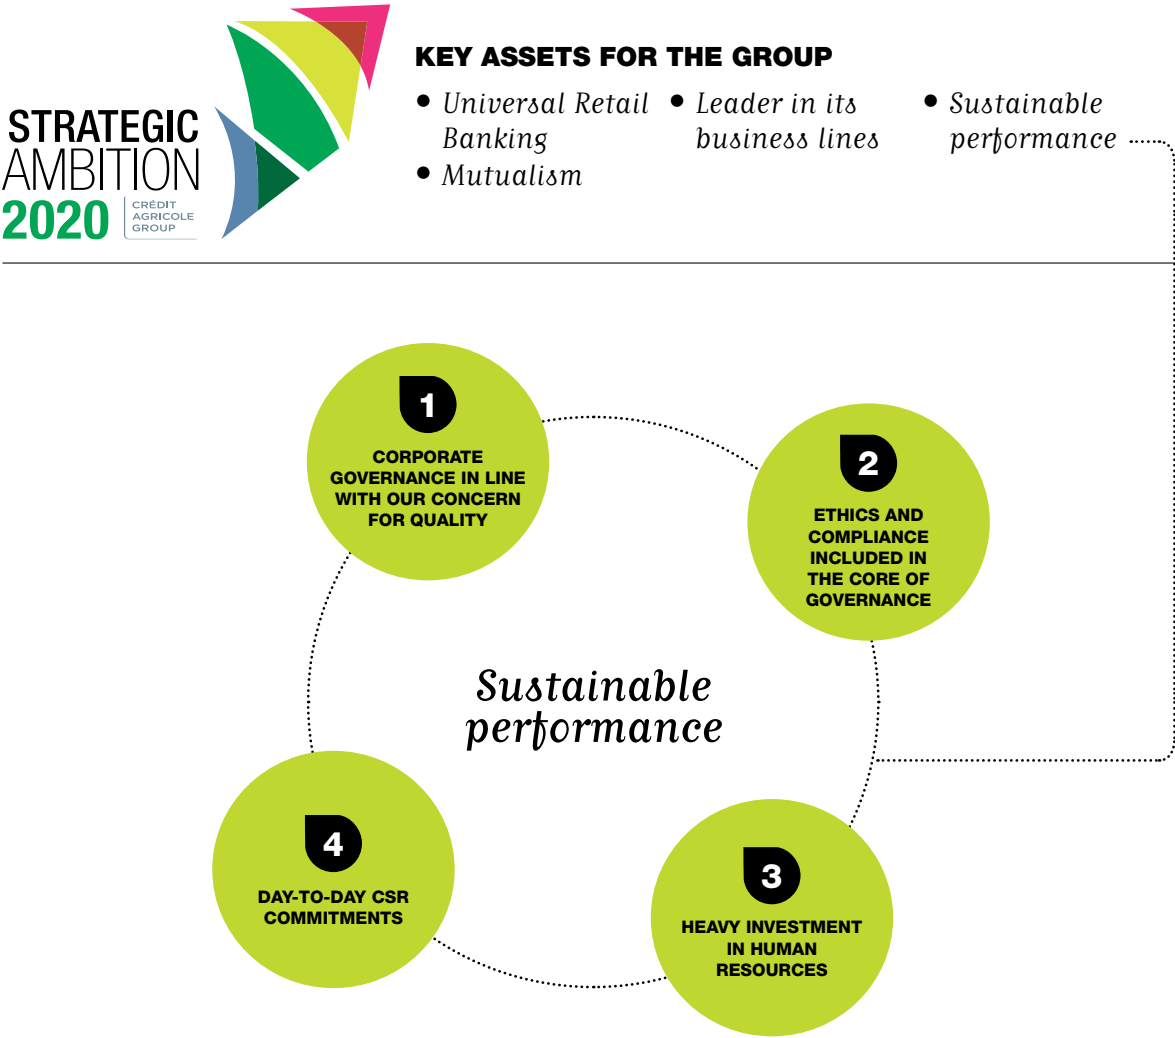 STRATEGIC
AMBITION
2020
CRÉDIT
AGRICOLE
GROUP
KEY ASSETS FOR THE GROUP
• Universal Retail
Banking
• Mutualism
• Leader in its
business lines
• Sustainable
performance
1
CORPORATE
GOVERNANCE IN LINE
WITH OUR CONCERN
FOR QUALITY
2
ETHICS AND
COMPLIANCE
INCLUDED IN
THE CORE OF
GOVERNANCE
Sustainable
performance
4
DAY-TO-DAY CSR
COMMITMENTS
3
HEAVY INVESTMENT
IN HUMAN
RESOURCES